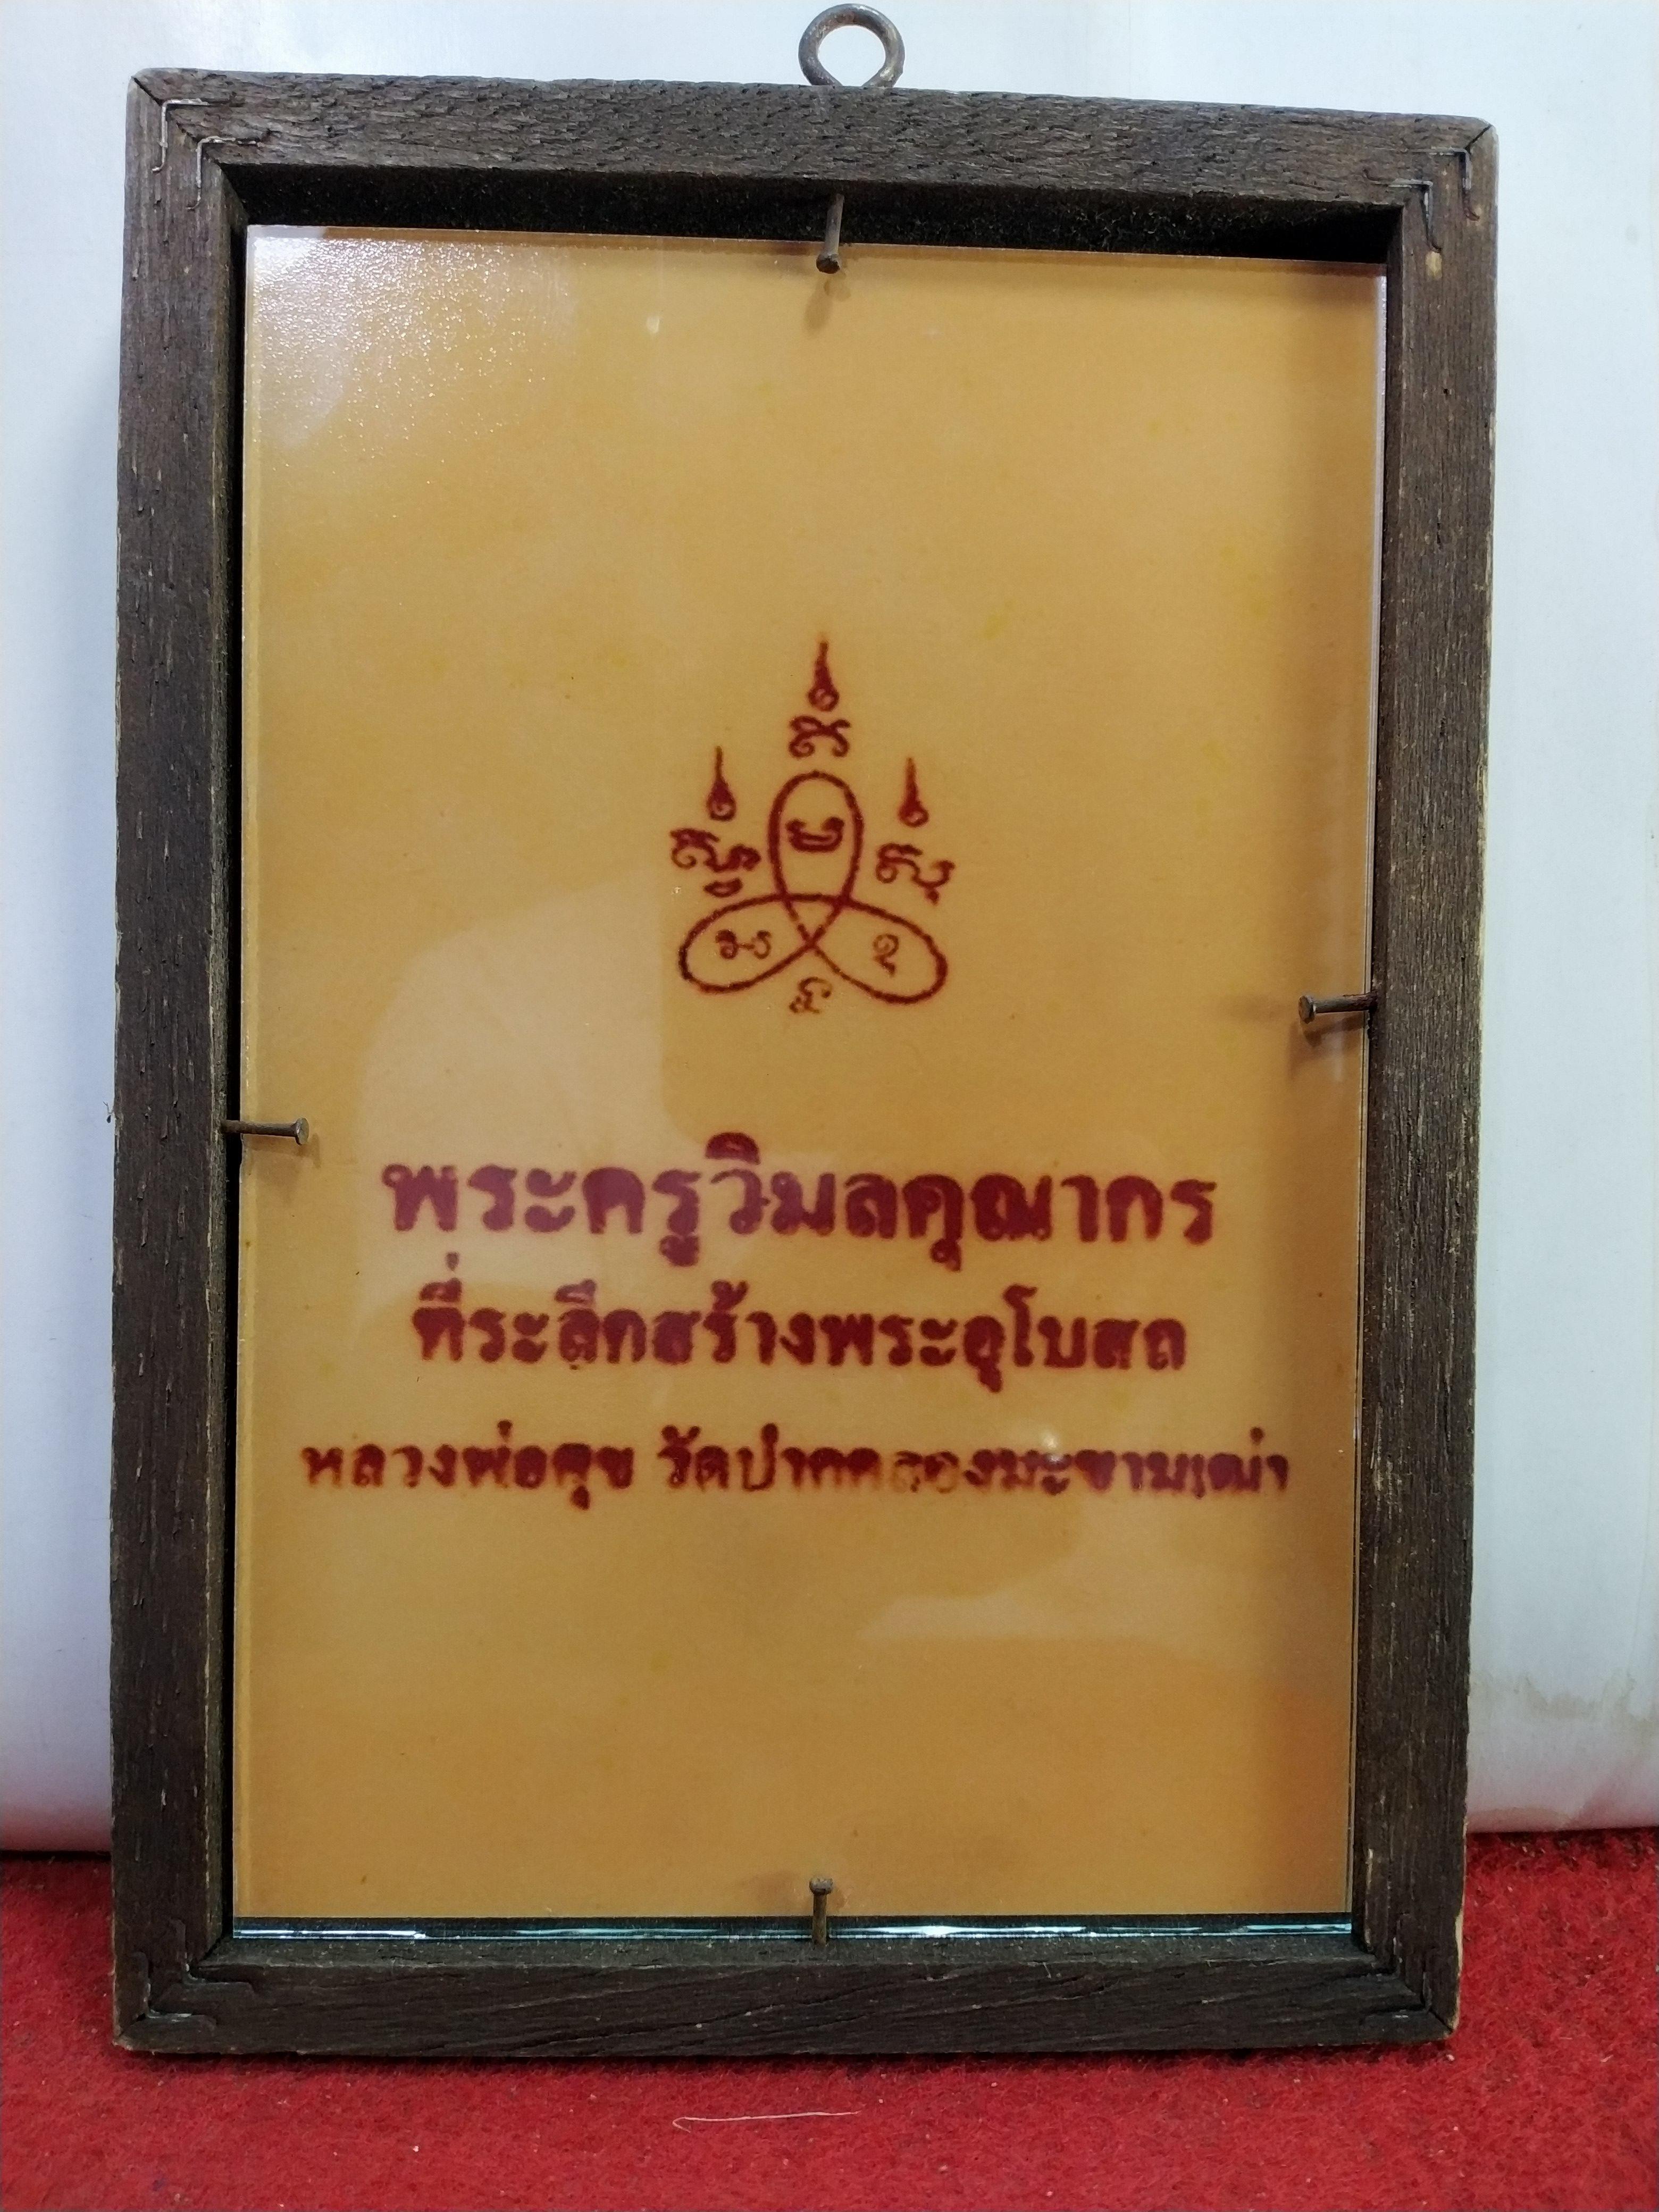 พระครูวิมลคุณากร
ที่ระลึกสร้างพระอุโบสถ
หลวงพ่อศุข วัดปากคลองมะขามเฒ่า